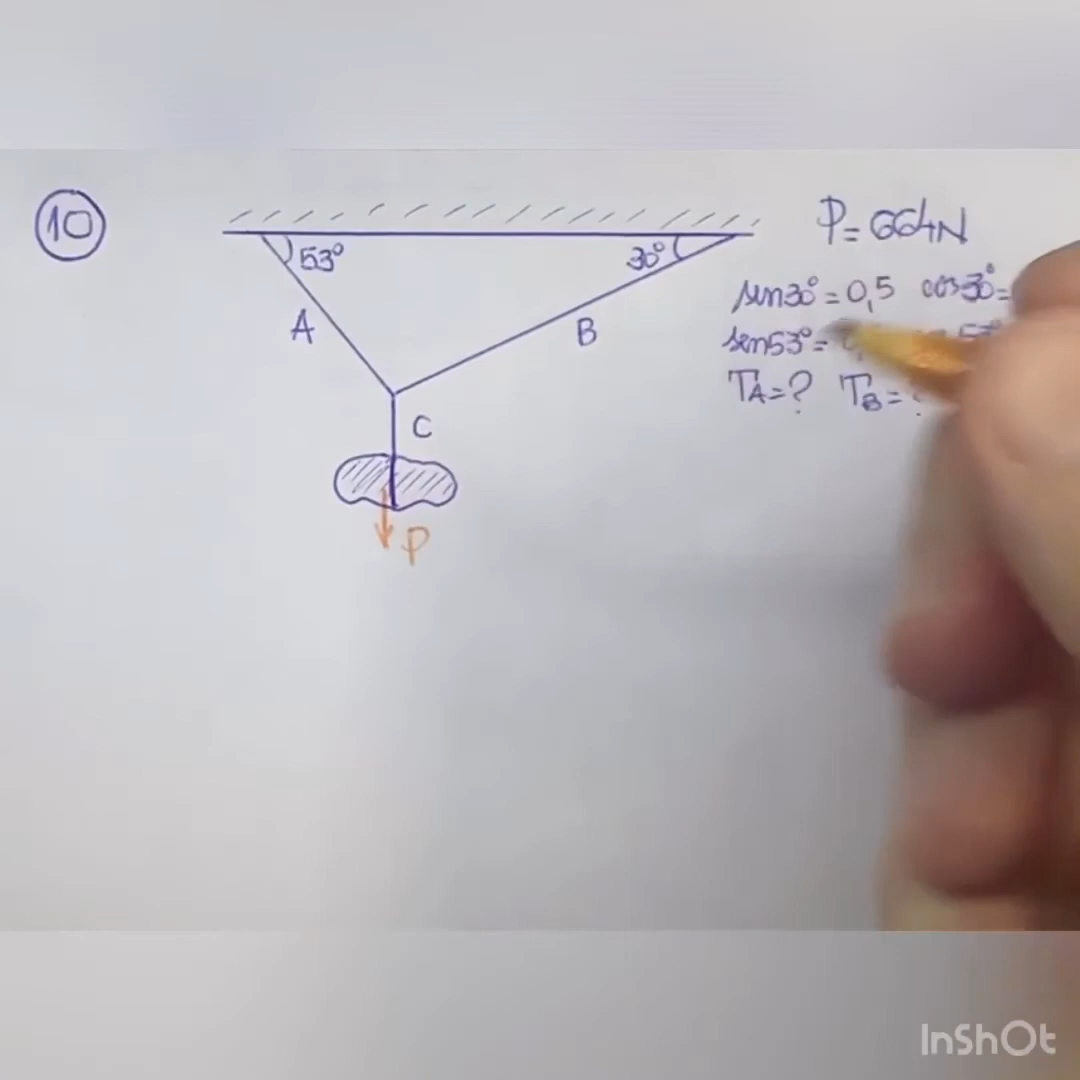 10
P = 664N
53°
30°
sen30° = 0,5 cos30° =
A
B
sen53° =
TA = ? TB = ?
C
P
InShOt